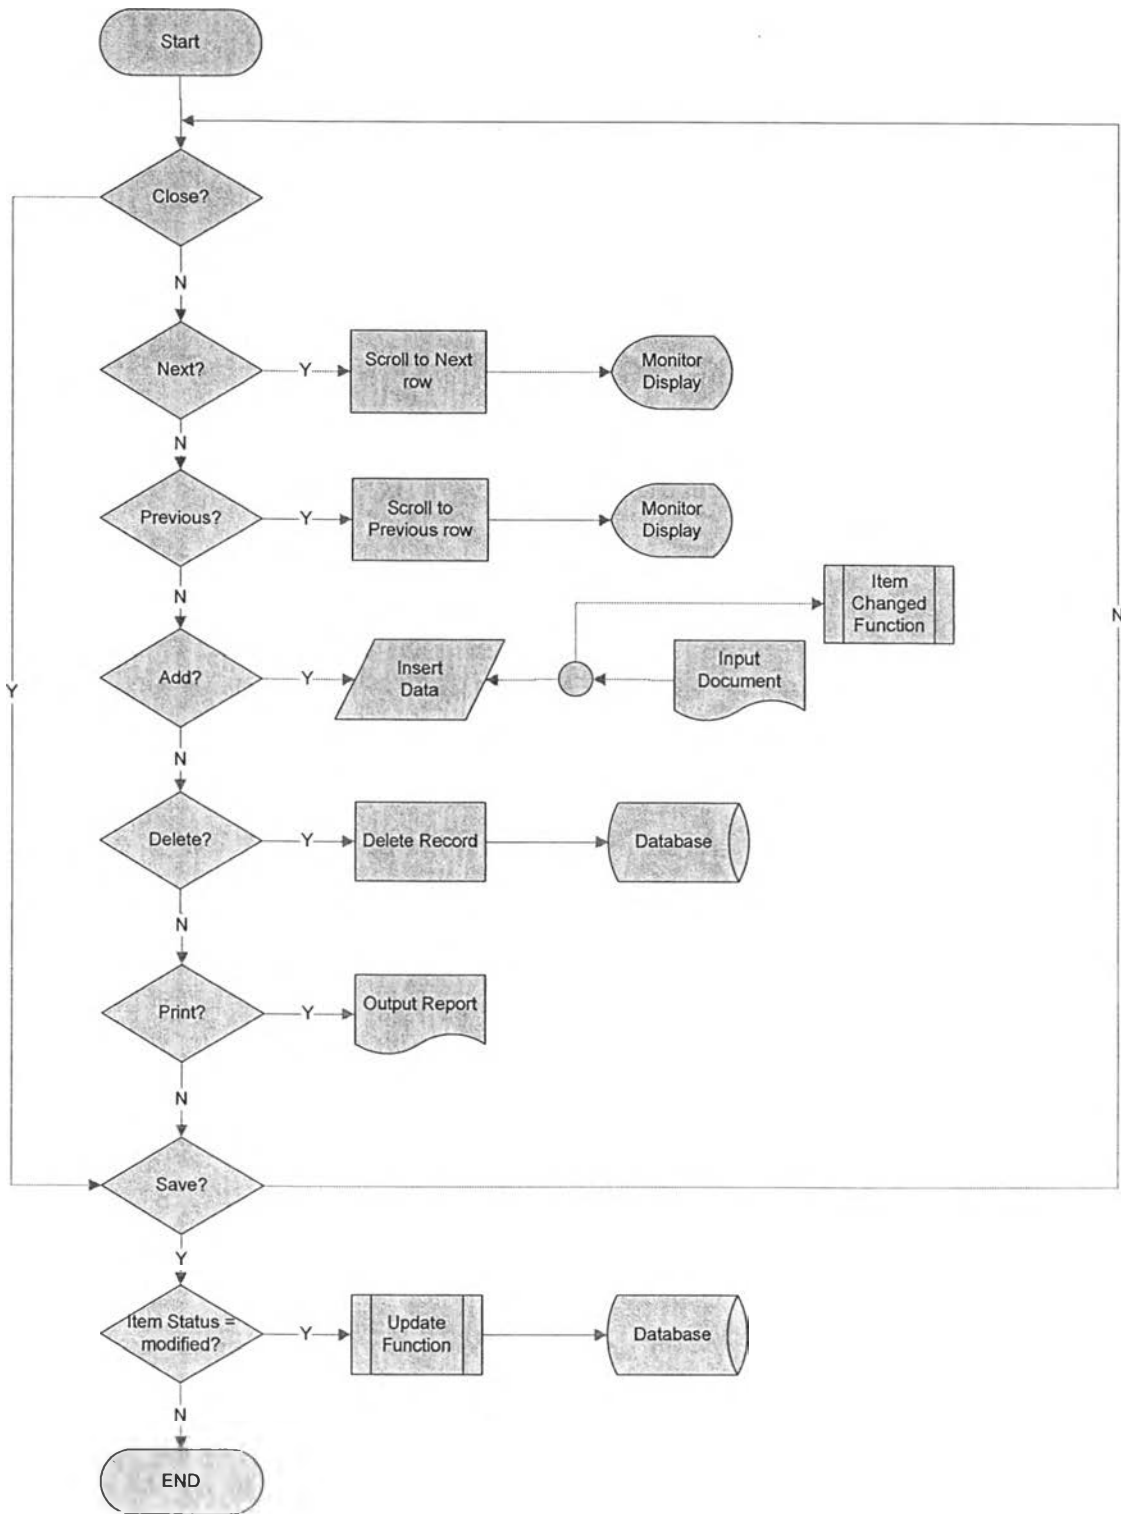 Start
Close?
N
Next?
Y
Scroll to Next
row
Monitor
Display
N
Previous?
Y
Scroll to
Previous row
Monitor
Display
N
Item
Changed
Function
N
Add?
Y
Insert
Data
Input
Document
Y
N
Delete?
Y
Delete Record
Database
N
Print?
Y
Output Report
N
Save?
Y
Item Status =
modified?
Y
Update
Function
Database
N
END